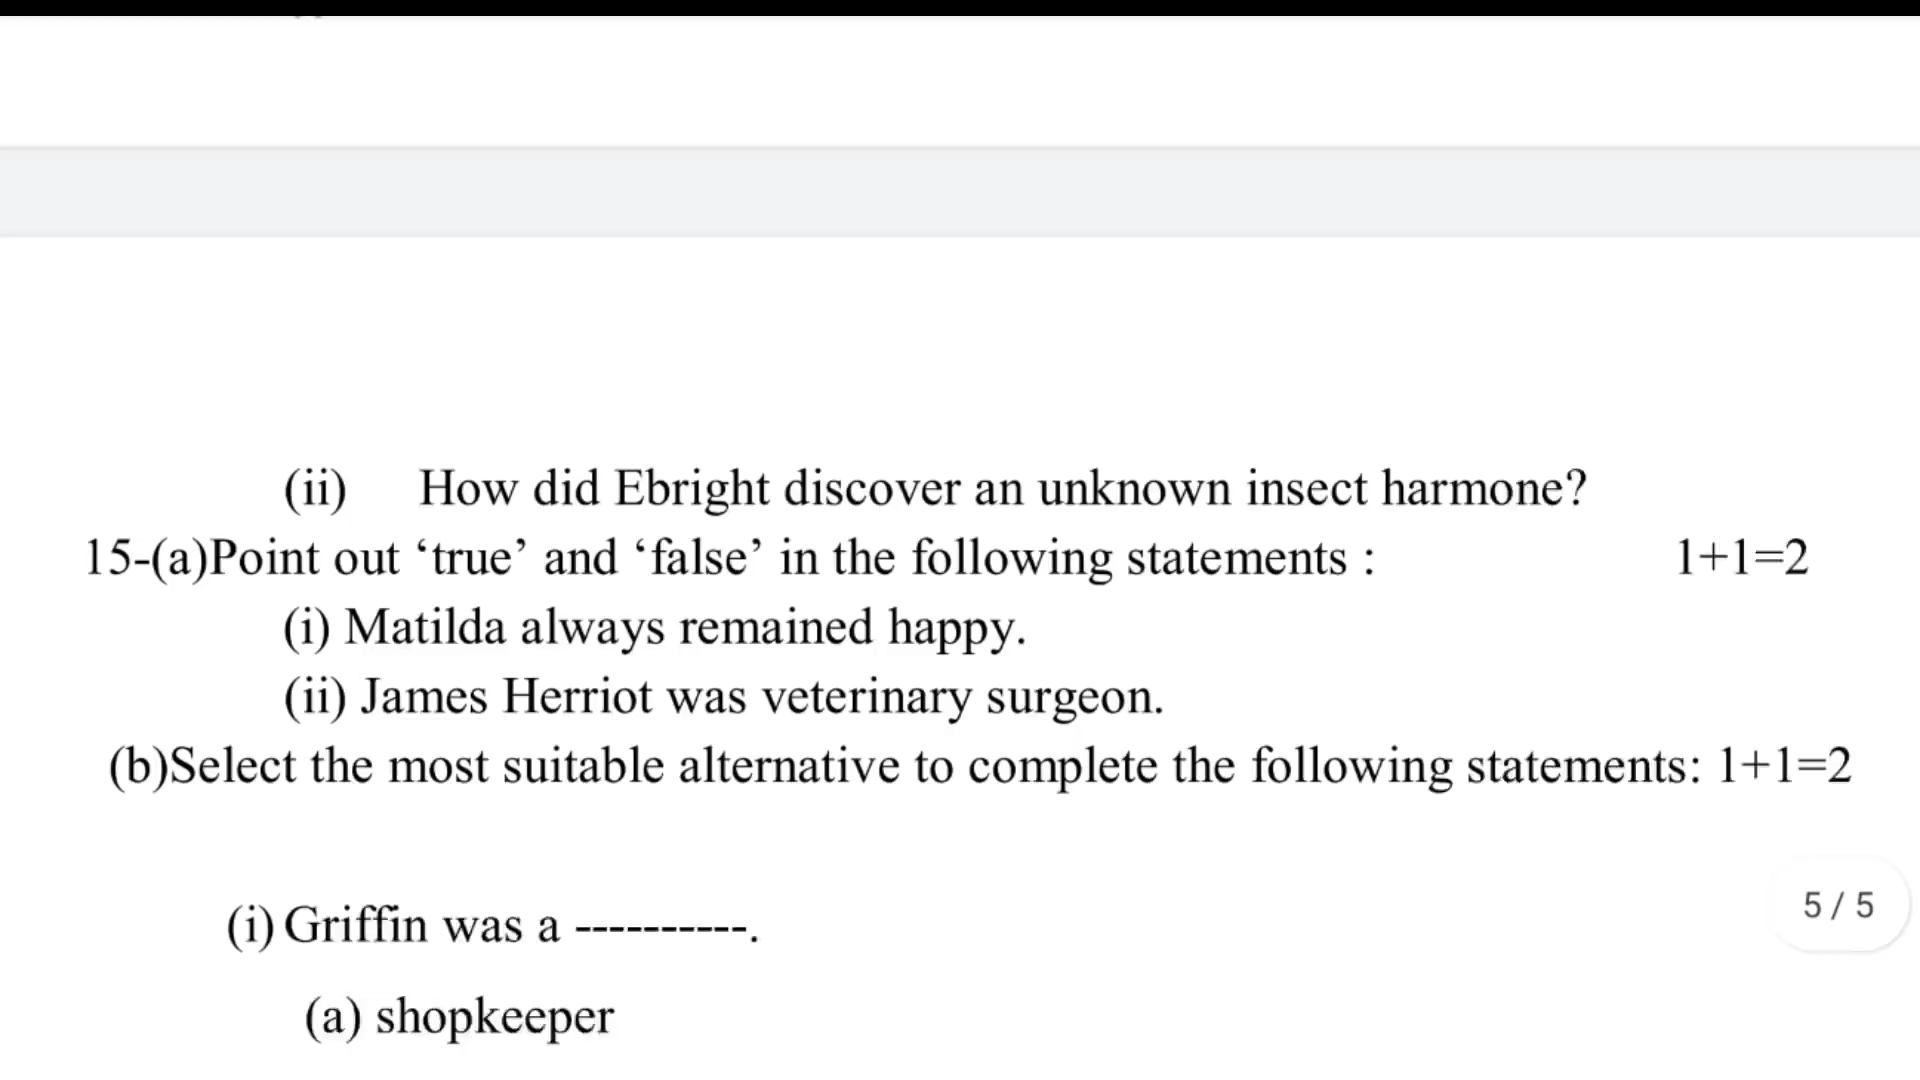 (ii) How did Ebright discover an unknown insect harmone?
15-(a)Point out ‘true’ and ‘false’ in the following statements : 1+1=2
(i) Matilda always remained happy.
(ii) James Herriot was veterinary surgeon.
(b)Select the most suitable alternative to complete the following statements: 1+1=2
(i) Griffin was a ----------.
5 / 5
(a) shopkeeper